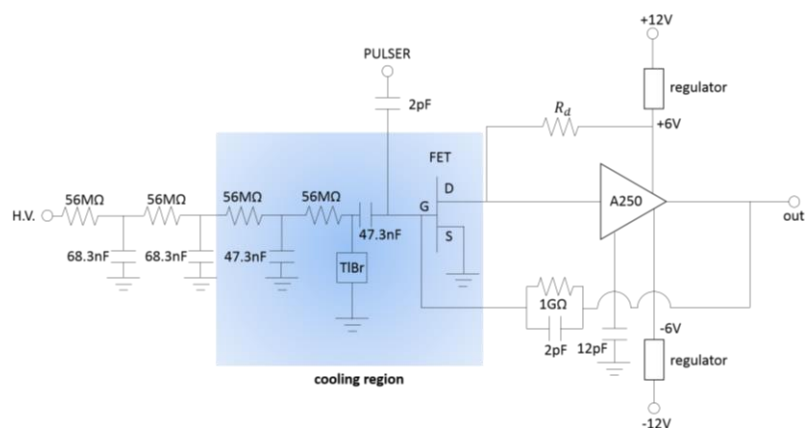 +12V
PULSER
regulator
2pF
R_d
+6V
FET
D
56MΩ
56MΩ
56MΩ
56MΩ
G
A250
H.V.
out
47.3nF
S
68.3nF
68.3nF
47.3nF
TlBr
1GΩ
-6V
2pF
12pF
regulator
cooling region
-12V